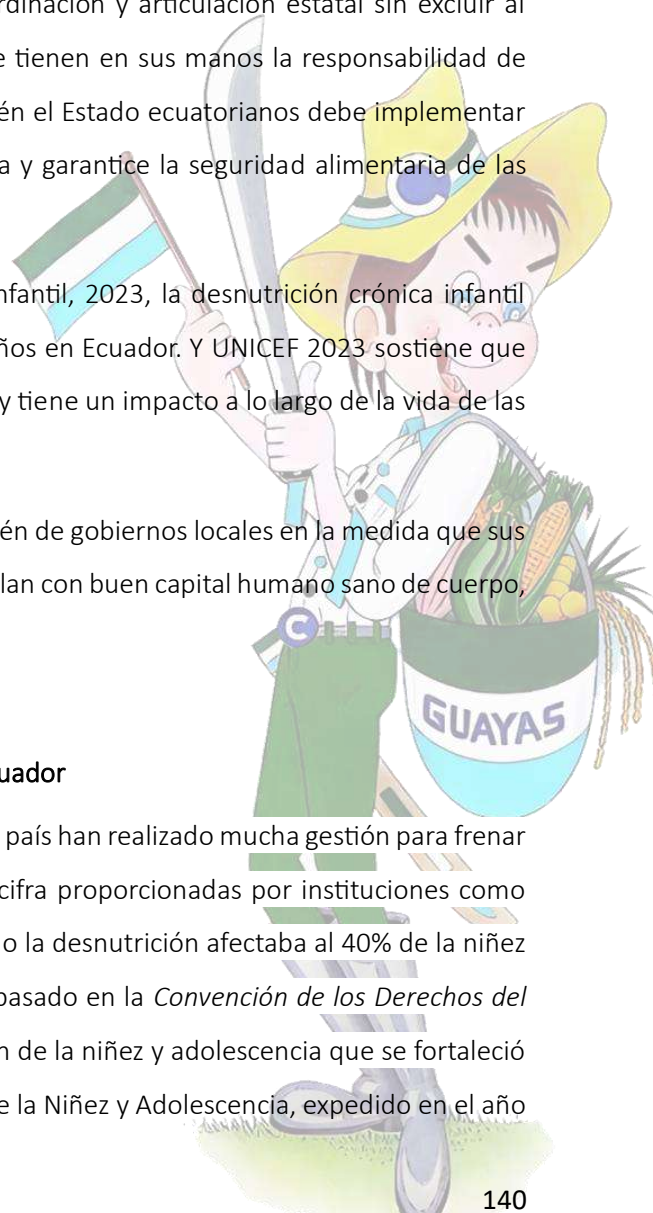 rdinación y articulación estatal sin excluir al
e tienen en sus manos la responsabilidad de
én el Estado ecuatorianos debe implementar
a y garantice la seguridad alimentaria de las
nfantil, 2023, la desnutrición crónica infantil
ños en Ecuador. Y UNICEF 2023 sostiene que
y tiene un impacto a lo largo de la vida de las
én de gobiernos locales en la medida que sus
lan con buen capital humano sano de cuerpo,
C
GUAYAS
uador
país han realizado mucha gestión para frenar
cifra proporcionadas por instituciones como
o la desnutrición afectaba al 40% de la niñez
basado en la Convención de los Derechos del
n de la niñez y adolescencia que se fortaleció
e la Niñez y Adolescencia, expedido en el año
140